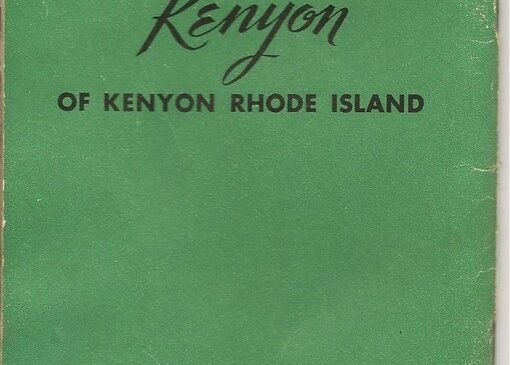 Kenyon
OF KENYON RHODE ISLAND